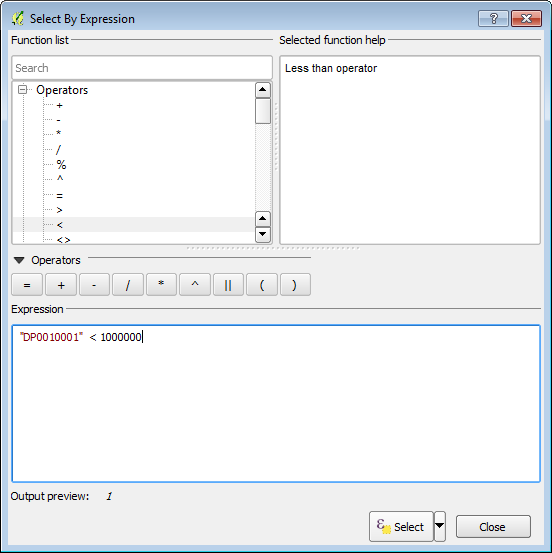 Select By Expression
?
Function list
Selected function help
Search
Less than operator
Operators
+
-
*
/
%
^
=
>
<
<>
Operators
= + - / * ^ || ( )
Expression
"DP0010001" < 1000000
Output preview: 1
ε Select Close